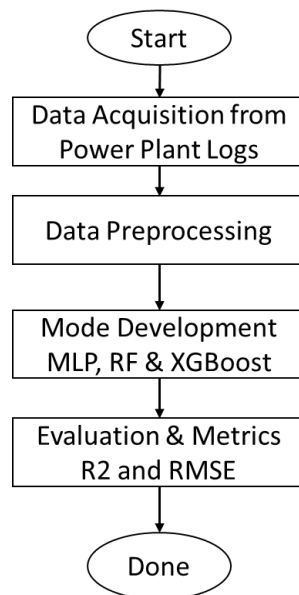 Start
Data Acquisition from
Power Plant Logs
Data Preprocessing
Mode Development
MLP, RF & XGBoost
Evaluation & Metrics
R2 and RMSE
Done